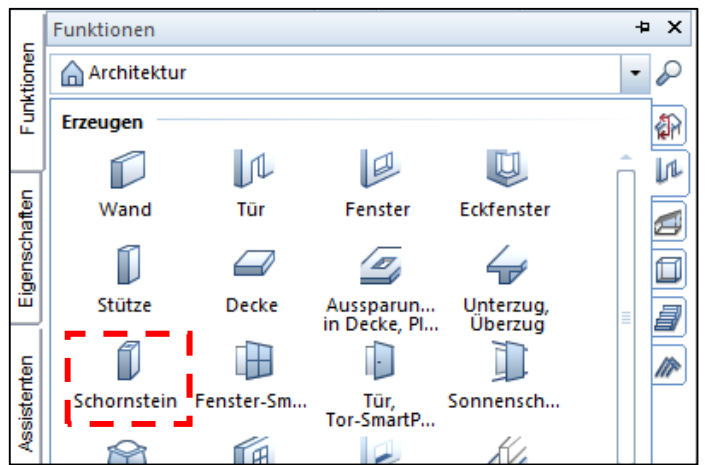 Funktionen
Architektur
Erzeugen
Wand Tür Fenster Eckfenster
Stütze Decke Aussparun... Unterzug,
in Decke, Pl... Überzug
Schornstein Fenster-Sm... Tür, Sonnensch...
Tor-SmartP...
Funktionen
Eigenschaften
Assistenten